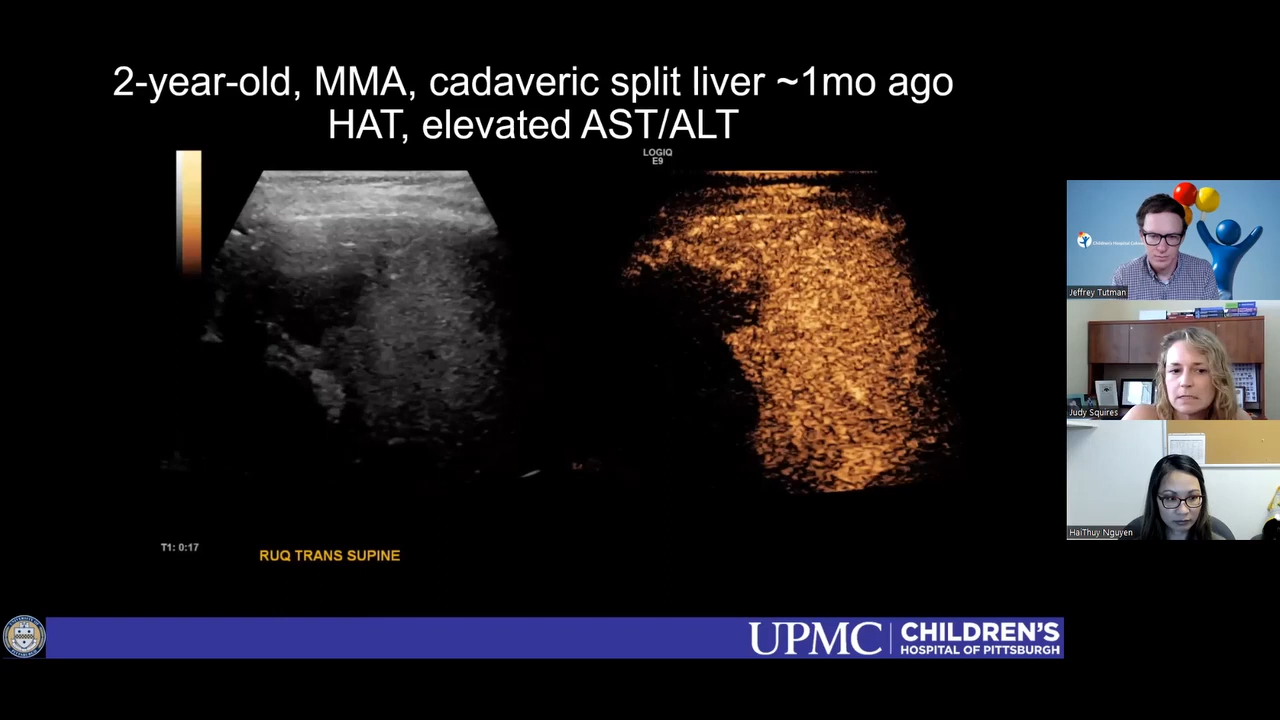 2-year-old, MMA, cadaveric split liver ~1mo ago
HAT, elevated AST/ALT
LOGIQ
E9
Jeffrey Tutman
Judy Squires
HaiThuy Nguyen
T1: 0:17
RUQ TRANS SUPINE
UPMC
CHILDREN'S
HOSPITAL OF PITTSBURGH